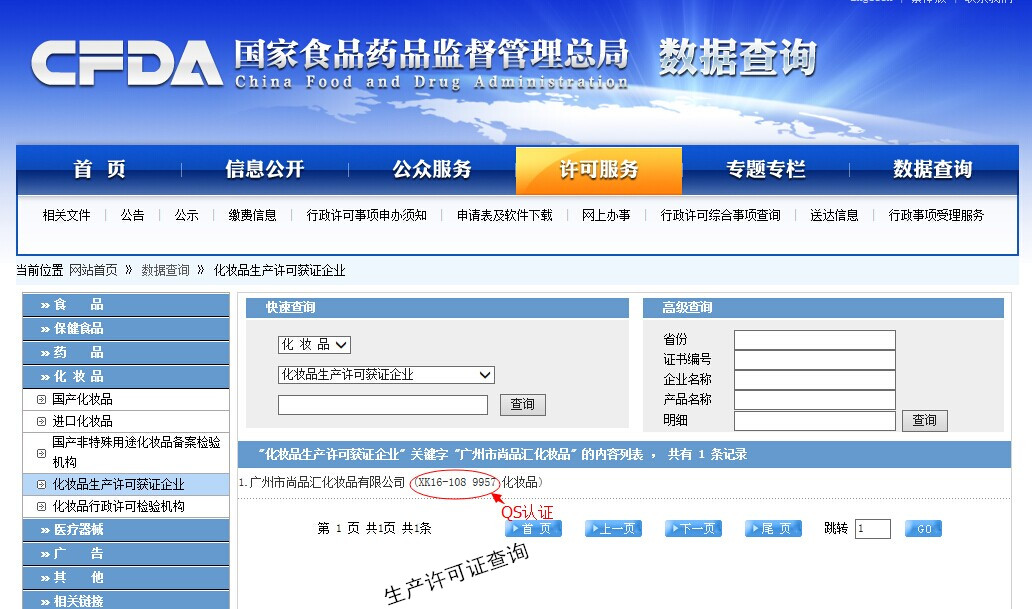 CFDA 国家食品药品监督管理总局 数据查询
China Food and Drug Administration
首 页 信息公开 公众服务 许可服务 专题专栏 数据查询
相关文件 公告 公示 缴费信息 行政许可事项申办须知 申请表及软件下载 网上办事 行政许可综合事项查询 送达信息 行政事项受理服务
当前位置 网站首页 》 数据查询 》 化妆品生产许可获证企业
» 食 品
» 保健食品
» 药 品
» 化 妆 品
国产化妆品
进口化妆品
国产非特殊用途化妆品备案检验
机构
化妆品生产许可获证企业
化妆品行政许可检验机构
» 医疗器械
» 广 告
» 其 他
» 相关链接
快速查询
化 妆 品
化妆品生产许可获证企业
查询
高级查询
省份
证书编号
企业名称
产品名称
明细
查询
"化妆品生产许可获证企业" 关键字 "广州市尚品汇化妆品" 的内容列表 ， 共有 1 条记录
1.广州市尚品汇化妆品有限公司 (XK16-108 9957 化妆品)
QS认证
第 1 页 共1页 共1条 首 页 上一页 下一页 尾 页 跳转 1 GO
生产许可证查询